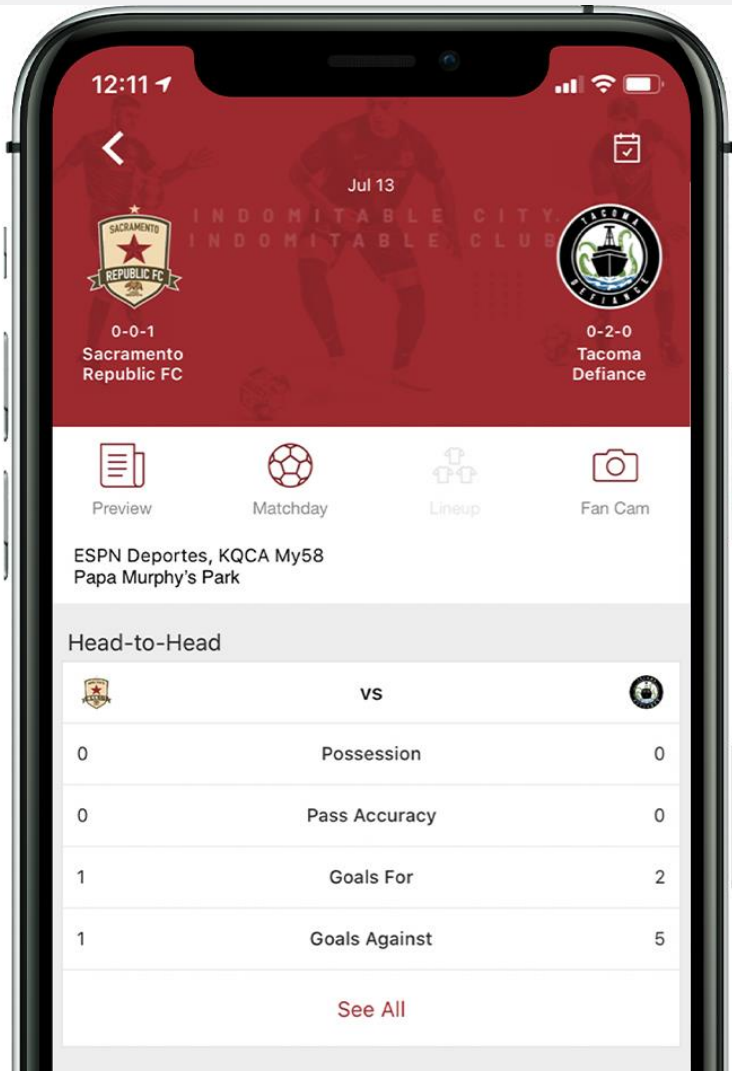 12:11
Jul 13
INDOMITABLE CITY.
INDOMITABLE CLUB
SACRAMENTO
REPUBLIC FC
TACOMA
DEFIANCE
0-0-1
Sacramento
Republic FC
0-2-0
Tacoma
Defiance
Preview
Matchday
Lineup
Fan Cam
ESPN Deportes, KQCA My58
Papa Murphy's Park
Head-to-Head
vs
0 Possession 0
0 Pass Accuracy 0
1 Goals For 2
1 Goals Against 5
See All